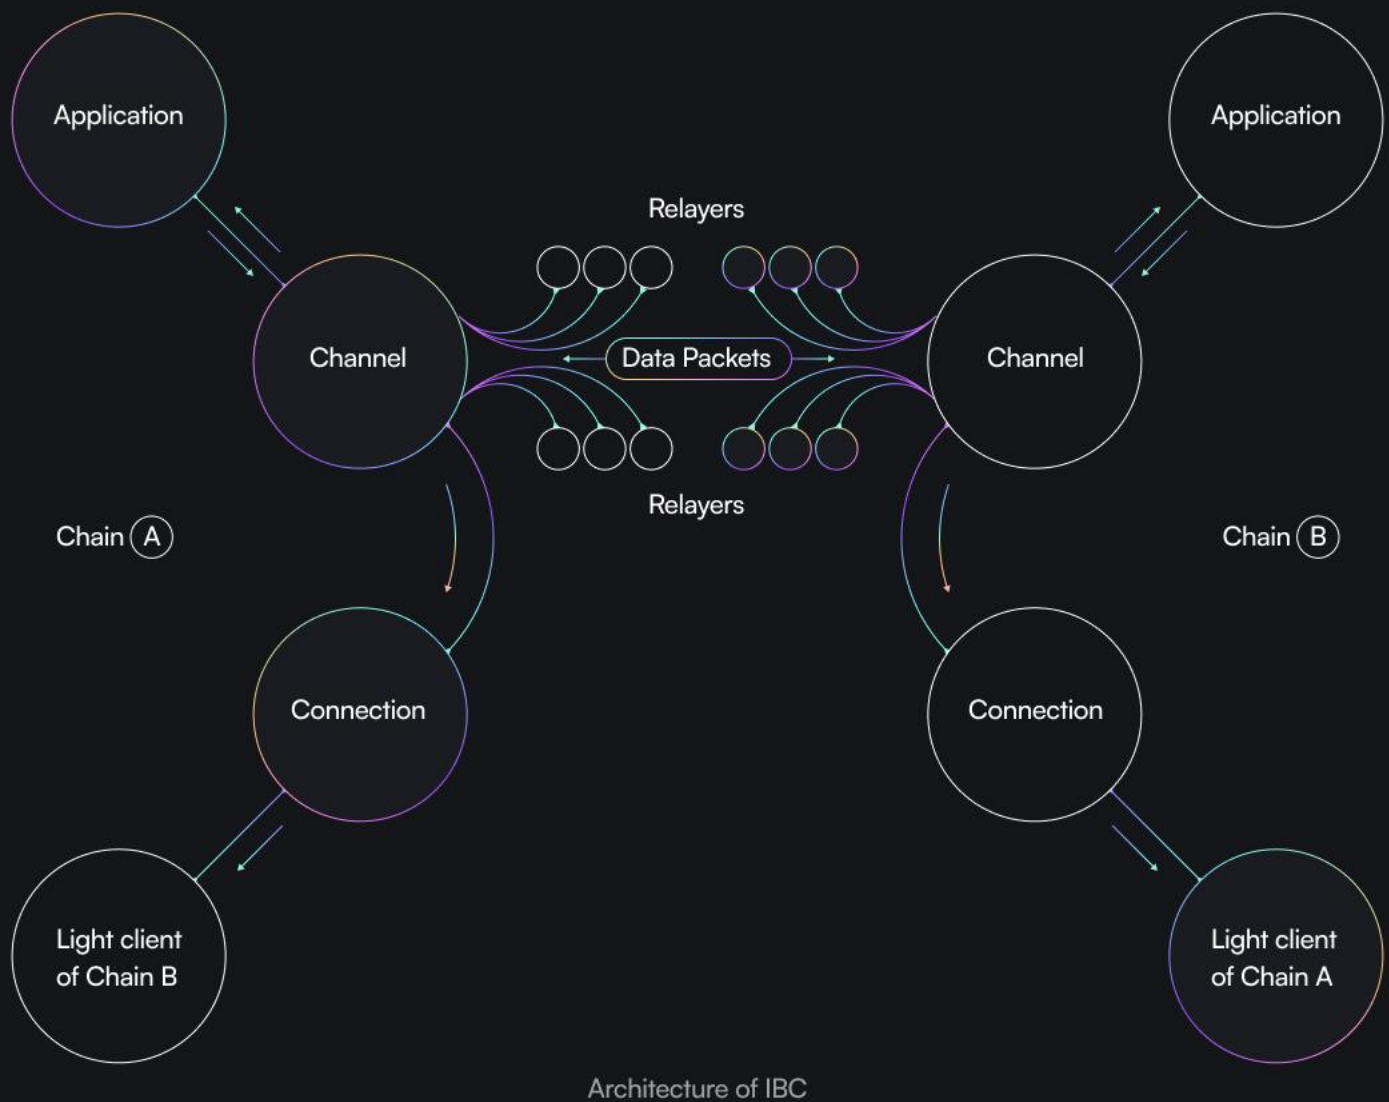 Application
Application
Relayers
Channel
Data Packets
Channel
Relayers
Chain A
Chain B
Connection
Connection
Light client
of Chain B
Light client
of Chain A
Architecture of IBC